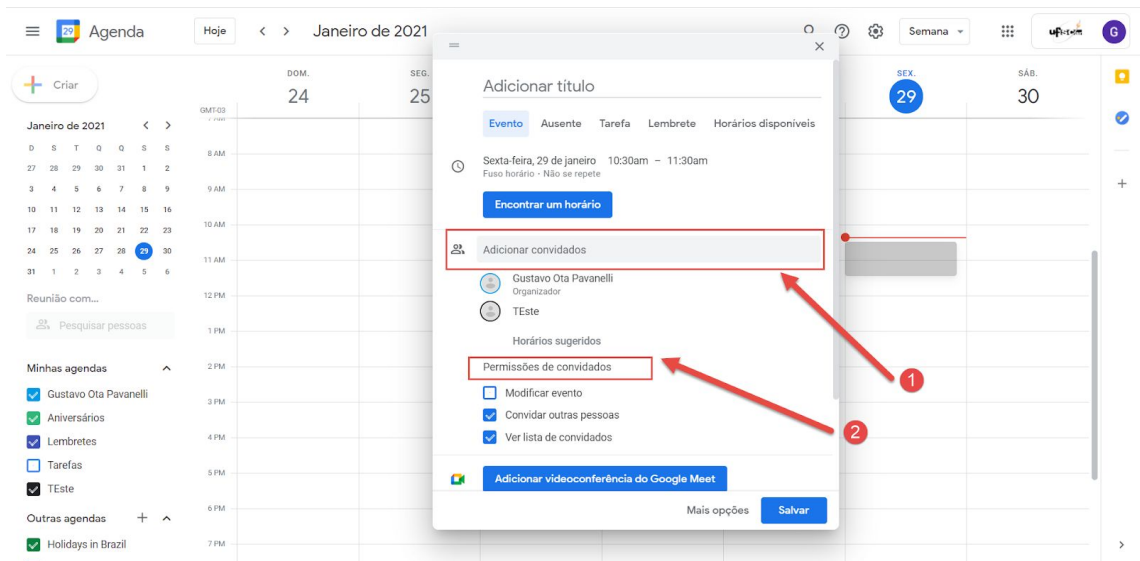 29 Agenda Hoje < > Janeiro de 2021 Semana G
Criar
GMT-03
DOM. SEG. SEX. SÁB.
24 25 29 30
Janeiro de 2021 < >
D S T Q Q S S
27 28 29 30 31 1 2
3 4 5 6 7 8 9
10 11 12 13 14 15 16
17 18 19 20 21 22 23
24 25 26 27 28 29 30
31 1 2 3 4 5 6
Reunião com...
Pesquisar pessoas
Minhas agendas
Gustavo Ota Pavanelli
Aniversários
Lembretes
Tarefas
TEste
Outras agendas +
Holidays in Brazil
8 AM
9 AM
10 AM
11 AM
12 PM
1 PM
2 PM
3 PM
4 PM
5 PM
6 PM
7 PM
Adicionar título
Evento Ausente Tarefa Lembrete Horários disponíveis
Sexta-feira, 29 de janeiro 10:30am – 11:30am
Fuso horário • Não se repete
Encontrar um horário
Adicionar convidados
Gustavo Ota Pavanelli
Organizador
TEste
Horários sugeridos
Permissões de convidados
Modificar evento
Convidar outras pessoas
Ver lista de convidados
Adicionar videoconferência do Google Meet
Mais opções Salvar
1
2